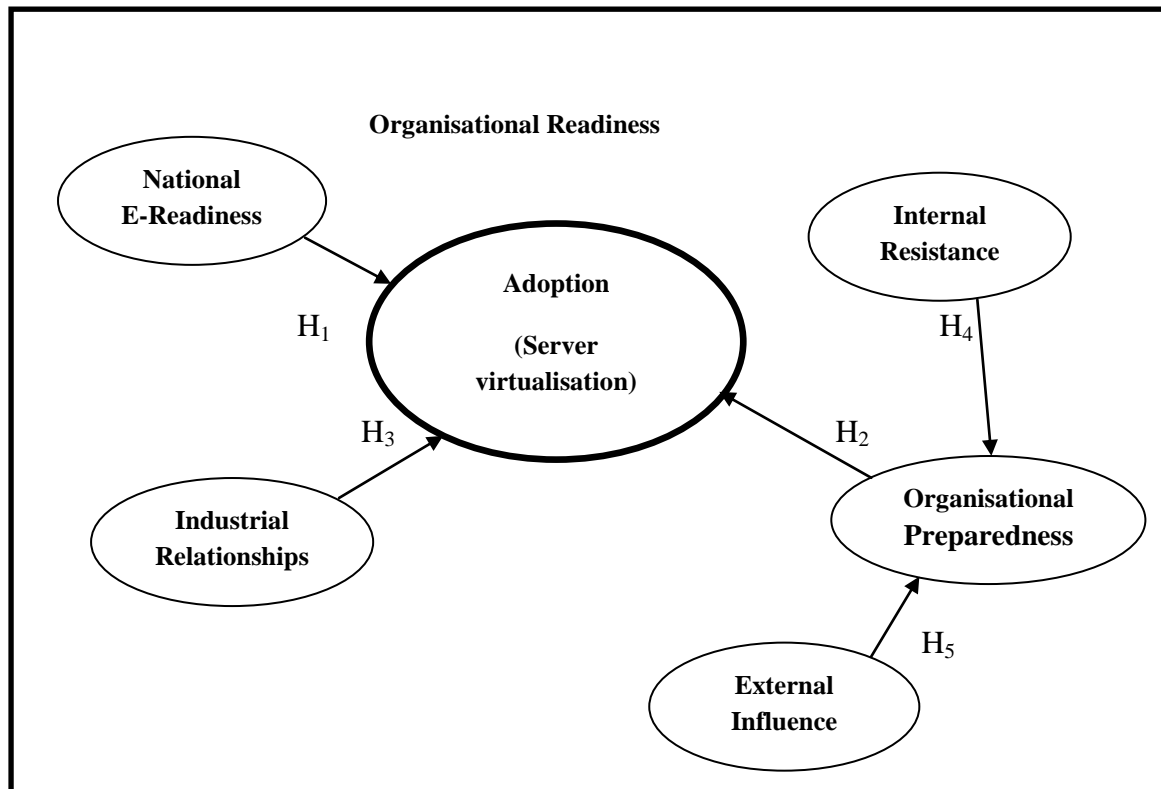 Organisational Readiness
National
E-Readiness
Internal
Resistance
Adoption
(Server
virtualisation)
H₁
H₄
H₃
H₂
Organisational
Preparedness
Industrial
Relationships
H₅
External
Influence